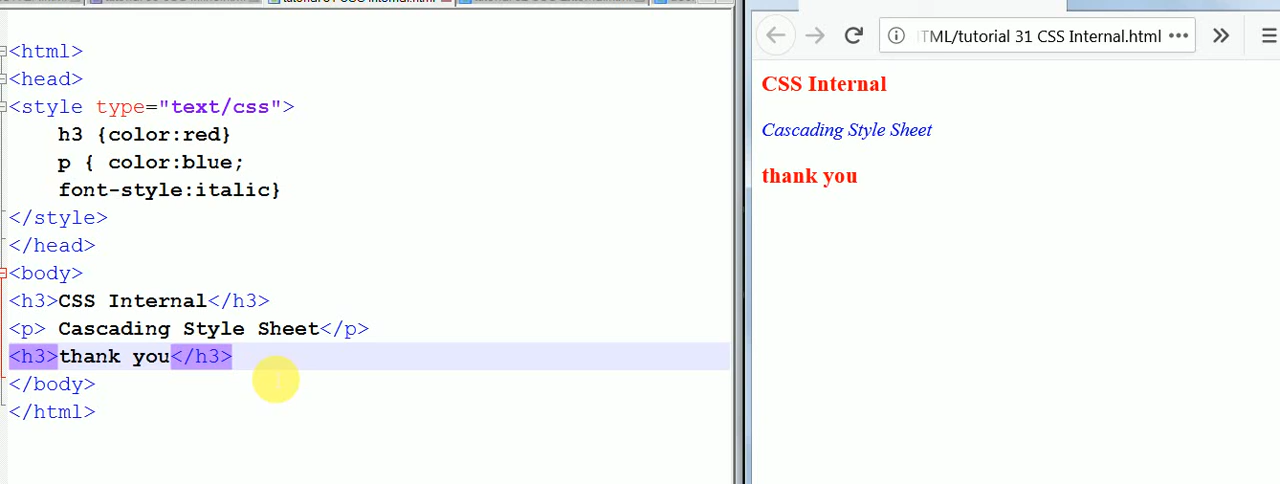 <html>
<head>
<style type="text/css">
h3 {color:red}
p { color:blue;
font-style:italic}
</style>
</head>
<body>
<h3>CSS Internal</h3>
<p> Cascading Style Sheet</p>
<h3>thank you</h3>
</body>
</html>
TML/tutorial 31 CSS Internal.html
CSS Internal
Cascading Style Sheet
thank you